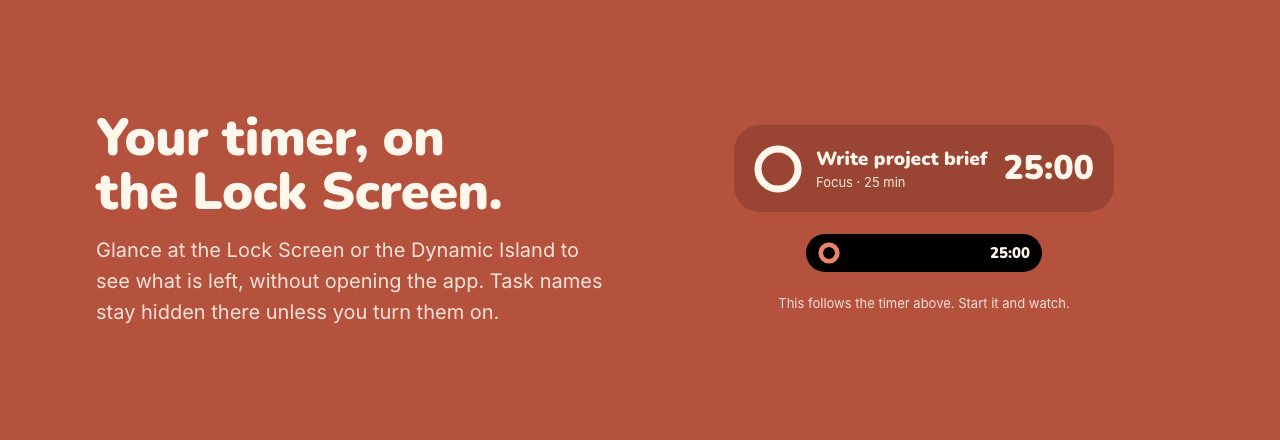 Your timer, on
the Lock Screen.
Glance at the Lock Screen or the Dynamic Island to
see what is left, without opening the app. Task names
stay hidden there unless you turn them on.
Write project brief
Focus · 25 min
25:00
25:00
This follows the timer above. Start it and watch.